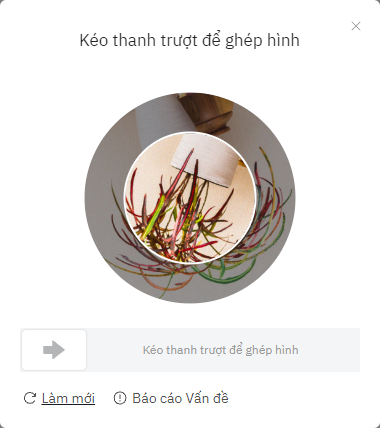 Kéo thanh trượt để ghép hình
Kéo thanh trượt để ghép hình
Làm mới
Báo cáo Vấn đề